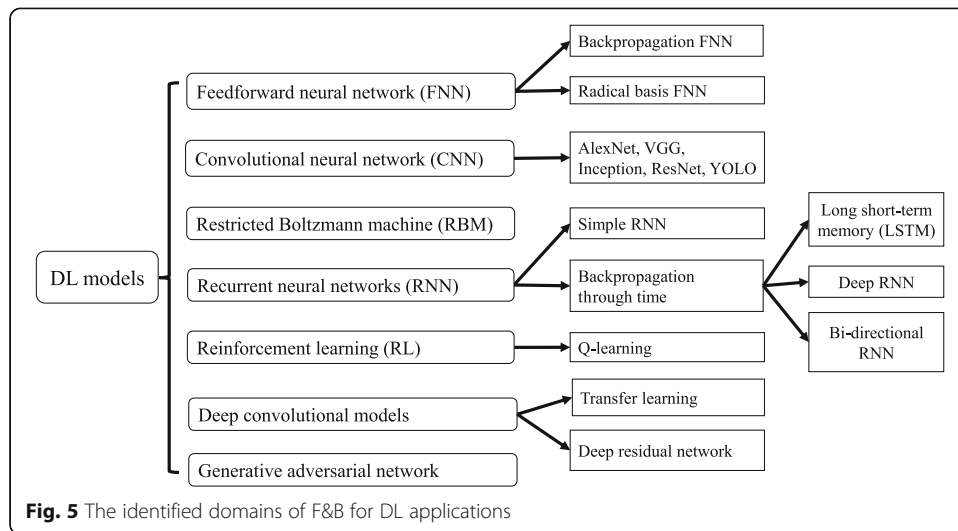 DL models
Feedforward neural network (FNN)
Backpropagation FNN
Radical basis FNN
Convolutional neural network (CNN)
AlexNet, VGG,
Inception, ResNet, YOLO
Restricted Boltzmann machine (RBM)
Recurrent neural networks (RNN)
Simple RNN
Backpropagation
through time
Long short-term
memory (LSTM)
Deep RNN
Bi-directional
RNN
Reinforcement learning (RL)
Q-learning
Deep convolutional models
Transfer learning
Deep residual network
Generative adversarial network
Fig. 5 The identified domains of F&B for DL applications